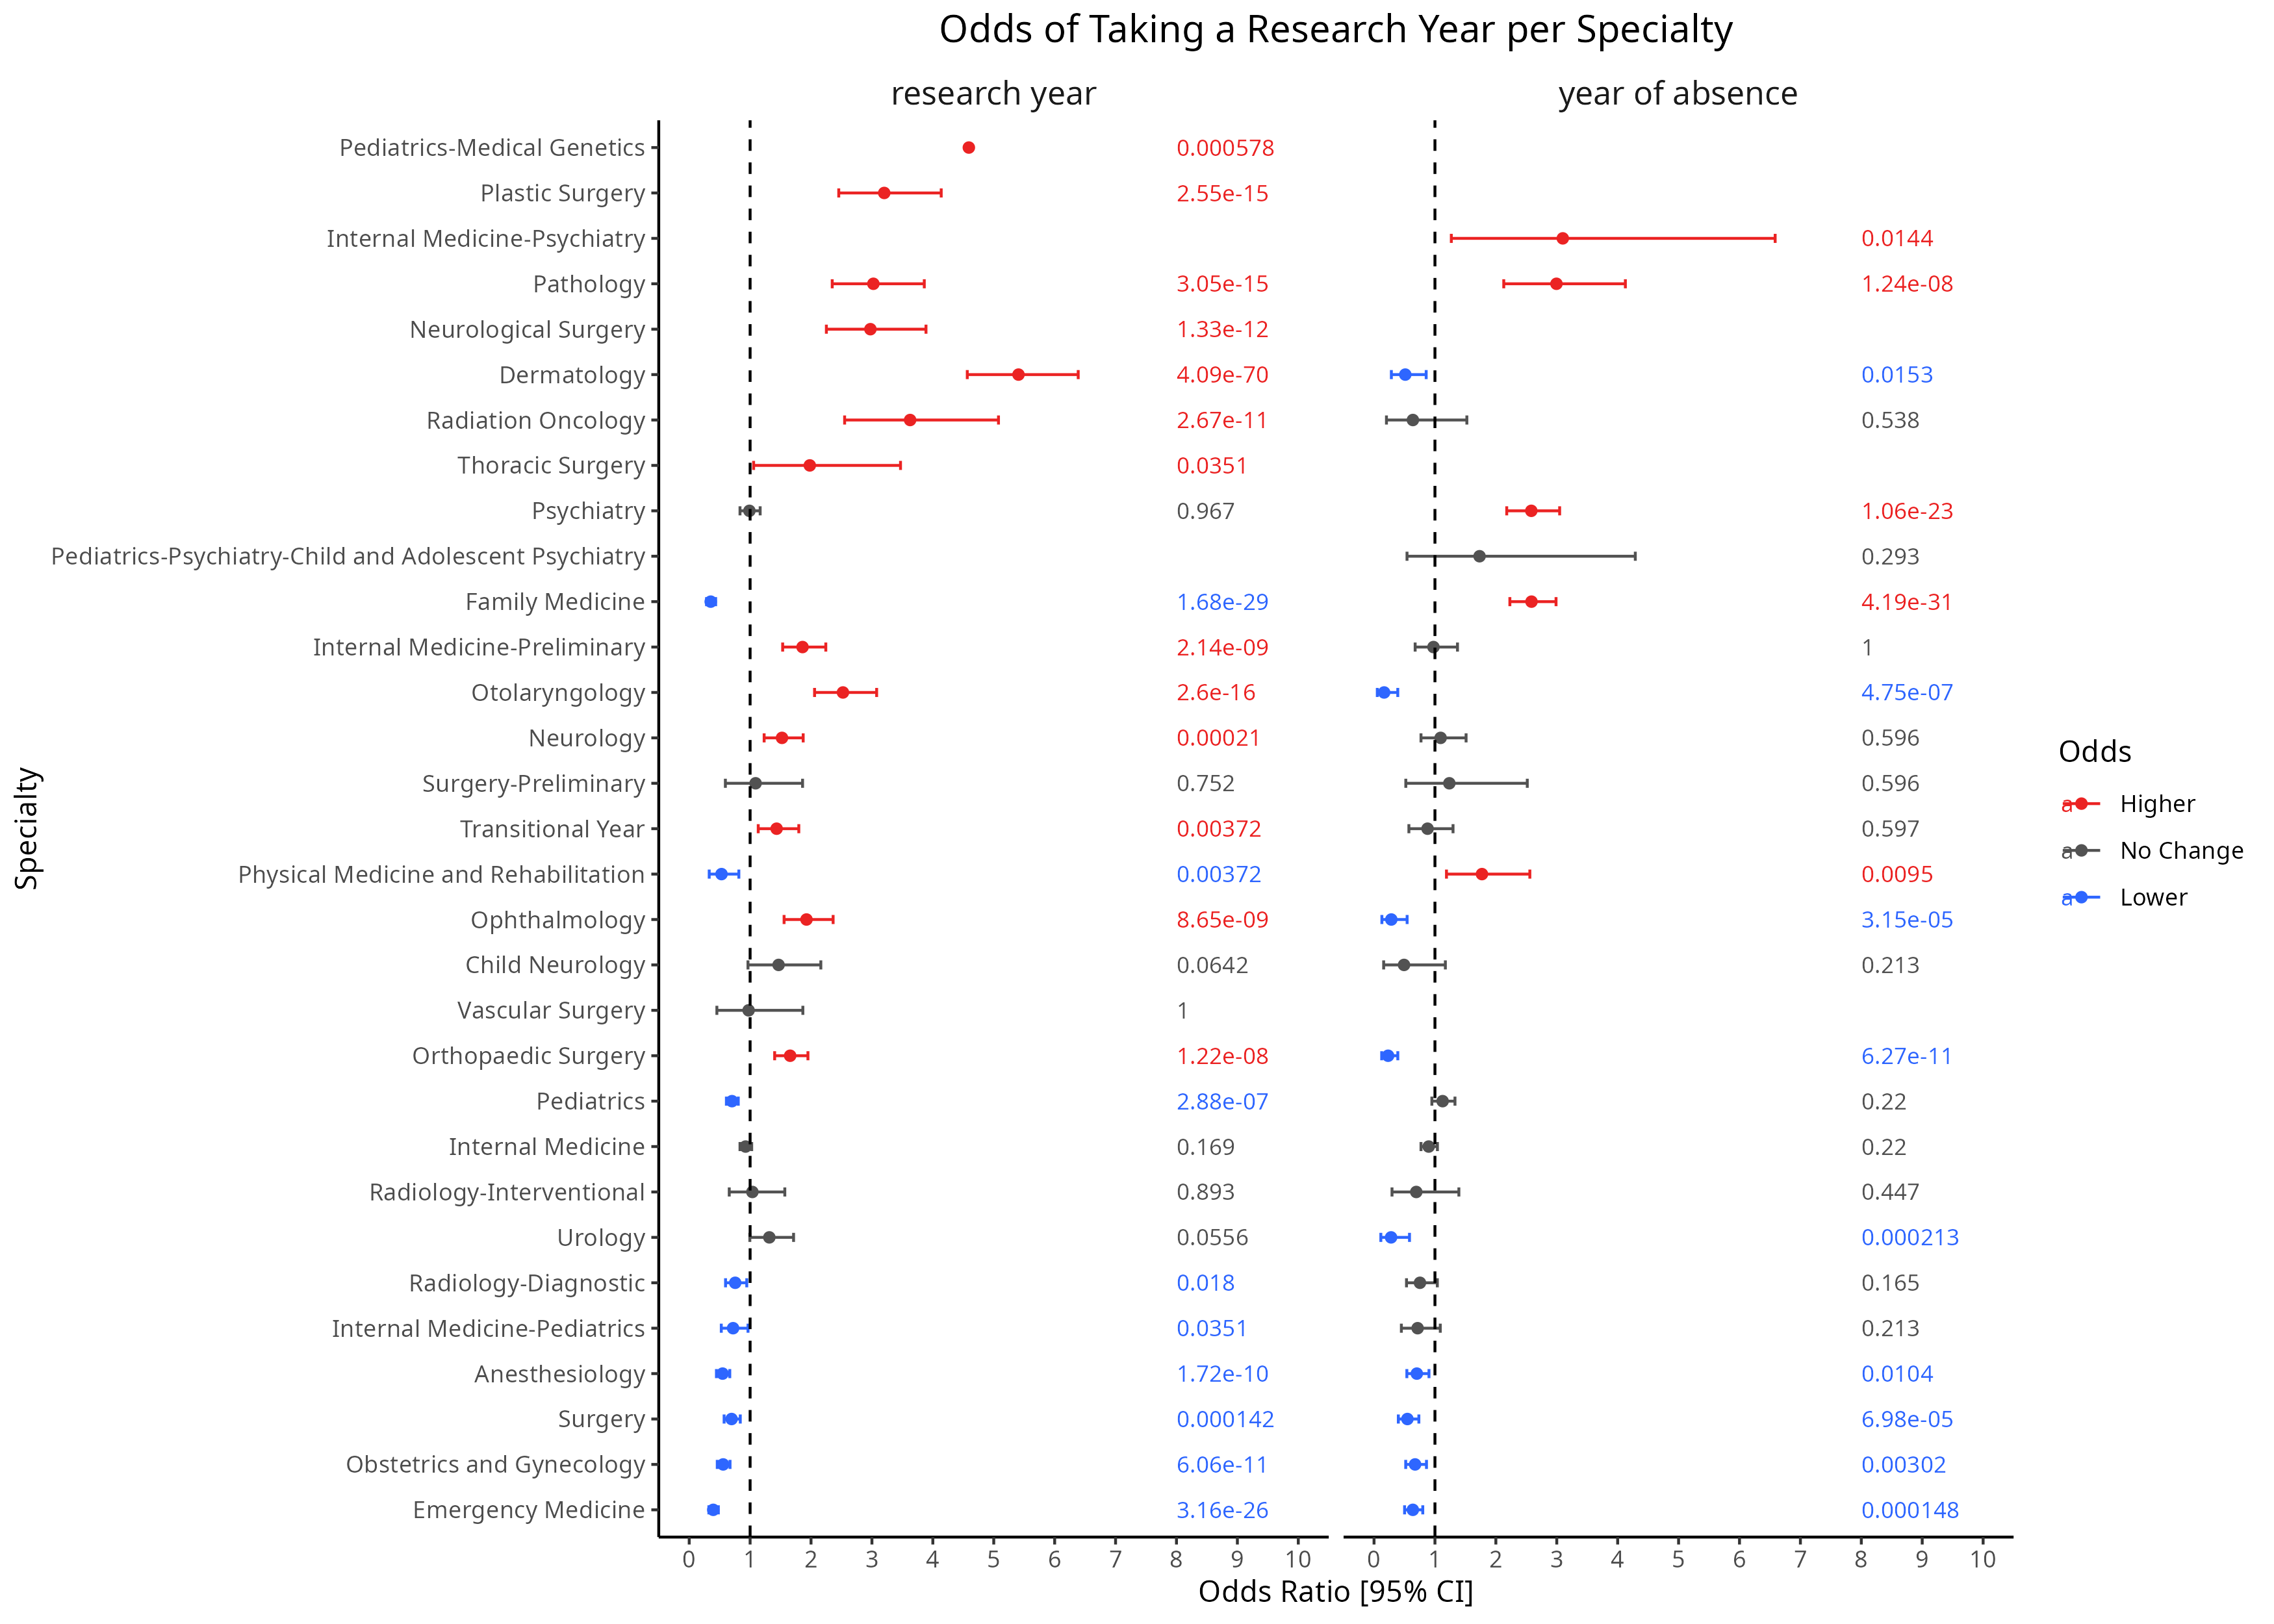 Odds of Taking a Research Year per Specialty
research year year of absence
Pediatrics-Medical Genetics 0.000578
Plastic Surgery 2.55e-15
Internal Medicine-Psychiatry 0.0144
Pathology 3.05e-15 1.24e-08
Neurological Surgery 1.33e-12
Dermatology 4.09e-70 0.0153
Radiation Oncology 2.67e-11 0.538
Thoracic Surgery 0.0351
Psychiatry 0.967 1.06e-23
Pediatrics-Psychiatry-Child and Adolescent Psychiatry 0.293
Family Medicine 1.68e-29 4.19e-31
Internal Medicine-Preliminary 2.14e-09 1
Otolaryngology 2.6e-16 4.75e-07
Neurology 0.00021 0.596
Surgery-Preliminary 0.752 0.596
Transitional Year 0.00372 0.597
Physical Medicine and Rehabilitation 0.00372 0.0095
Ophthalmology 8.65e-09 3.15e-05
Child Neurology 0.0642 0.213
Vascular Surgery 1
Orthopaedic Surgery 1.22e-08 6.27e-11
Pediatrics 2.88e-07 0.22
Internal Medicine 0.169 0.22
Radiology-Interventional 0.893 0.447
Urology 0.0556 0.000213
Radiology-Diagnostic 0.018 0.165
Internal Medicine-Pediatrics 0.0351 0.213
Anesthesiology 1.72e-10 0.0104
Surgery 0.000142 6.98e-05
Obstetrics and Gynecology 6.06e-11 0.00302
Emergency Medicine 3.16e-26 0.000148
0 1 2 3 4 5 6 7 8 9 10 0 1 2 3 4 5 6 7 8 9 10
Odds Ratio [95% CI]
Specialty
Odds
a Higher
a No Change
a Lower